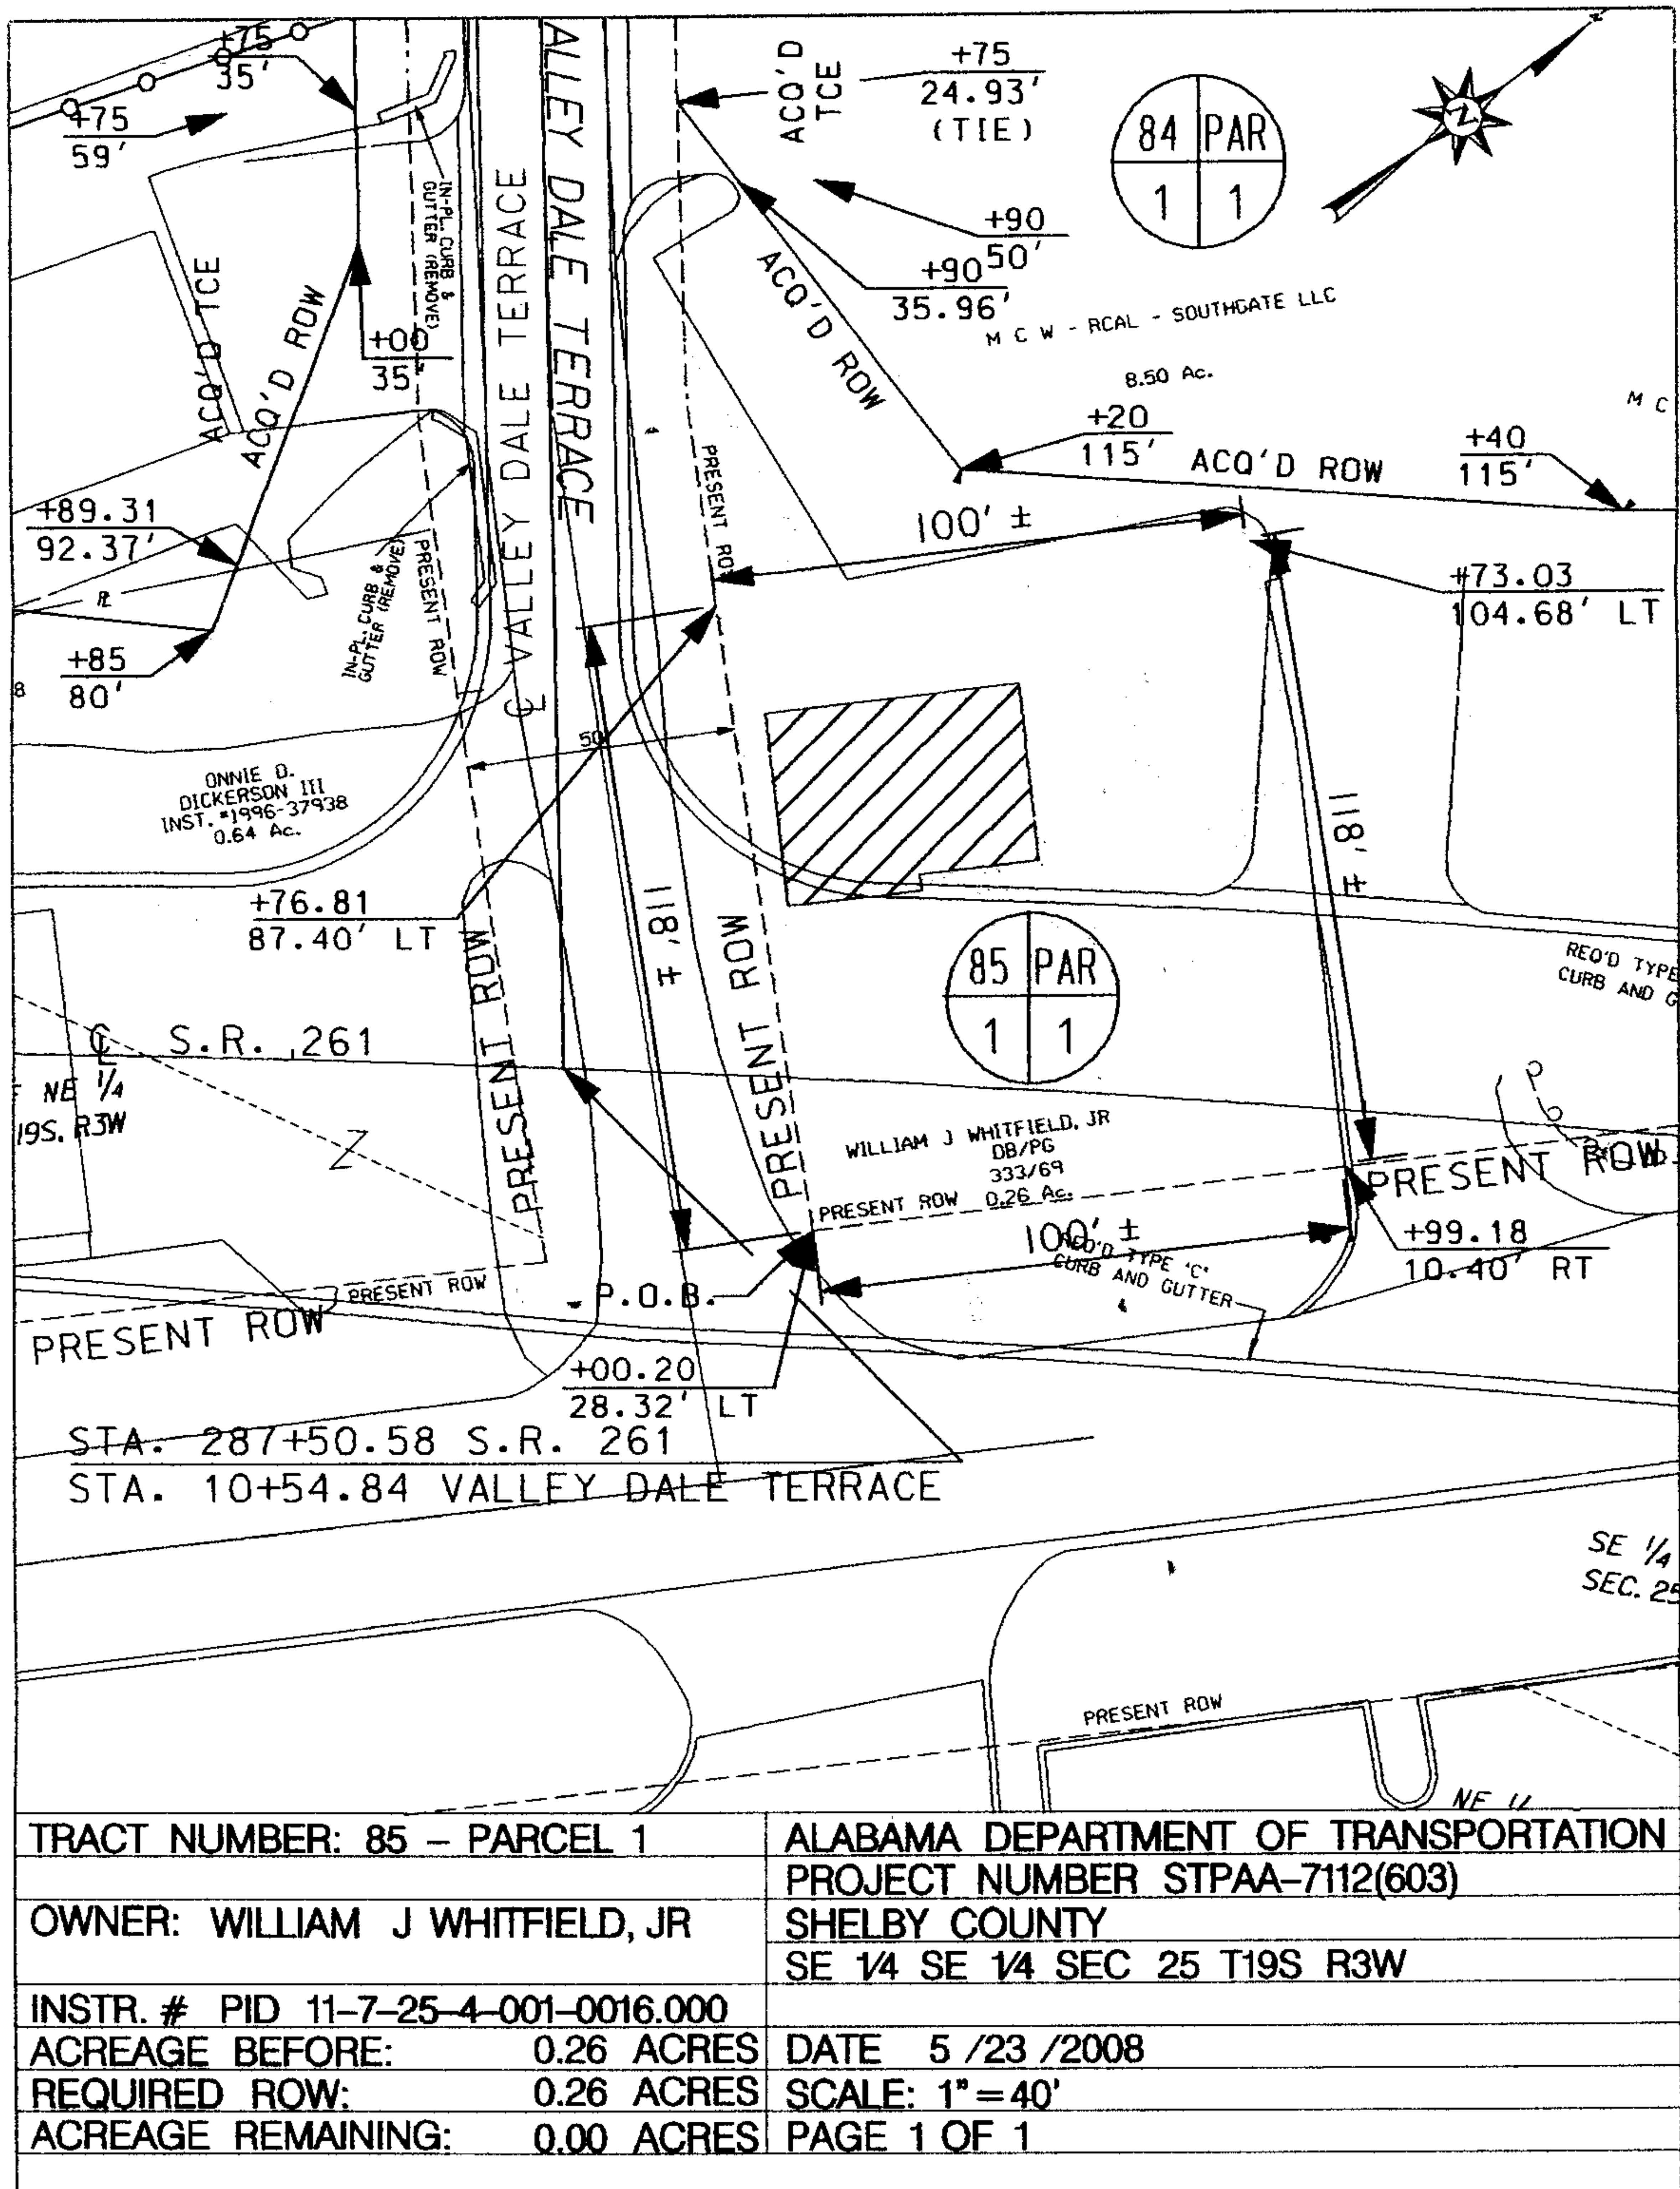 +75
35'
+75
59'
ACQ'D
TCE
+75
24.93'
(TIE)
84 PAR
1 1
N
IN-PL. CURB &
GUTTER (REMOVE)
VALLEY DALE TERRACE
ALLEY DALE TERRACE
+90
50'
+90
35.96'
ACQ'D ROW
M C W - RCAL - SOUTHGATE LLC
8.50 Ac.
M C
ACQ'D TCE
ACQ'D ROW
+00
35'
+20
115'
ACQ'D ROW
+40
115'
+89.31
92.37'
PRESENT ROW
100' ±
+73.03
104.68' LT
IN-PL. CURB &
GUTTER (REMOVE)
PRESENT ROW
+85
80'
8
50
ONNIE D.
DICKERSON III
INST. #1996-37938
0.64 Ac.
118' ±
118' ±
+76.81
87.40' LT
PRESENT ROW
PRESENT ROW
85 PAR
1 1
REQ'D TYPE
CURB AND G
℄ S.R. 261
NE 1/4
19S. R3W
WILLIAM J WHITFIELD, JR
DB/PG
333/69
0.26 Ac.
PRESENT ROW
PRESENT ROW
+99.18
10.40' RT
100' ±
REQ'D TYPE 'C'
CURB AND GUTTER
P.O.B.
PRESENT ROW
PRESENT ROW
+00.20
28.32' LT
STA. 287+50.58 S.R. 261
STA. 10+54.84 VALLEY DALE TERRACE
SE 1/4
SEC. 25
PRESENT ROW
TRACT NUMBER: 85 - PARCEL 1
OWNER: WILLIAM J WHITFIELD, JR
INSTR. # PID 11-7-25-4-001-0016.000
ACREAGE BEFORE: 0.26 ACRES
REQUIRED ROW: 0.26 ACRES
ACREAGE REMAINING: 0.00 ACRES
ALABAMA DEPARTMENT OF TRANSPORTATION
PROJECT NUMBER STPAA-7112(603)
SHELBY COUNTY
SE 1/4 SE 1/4 SEC 25 T19S R3W
DATE 5 /23 /2008
SCALE: 1"=40'
PAGE 1 OF 1